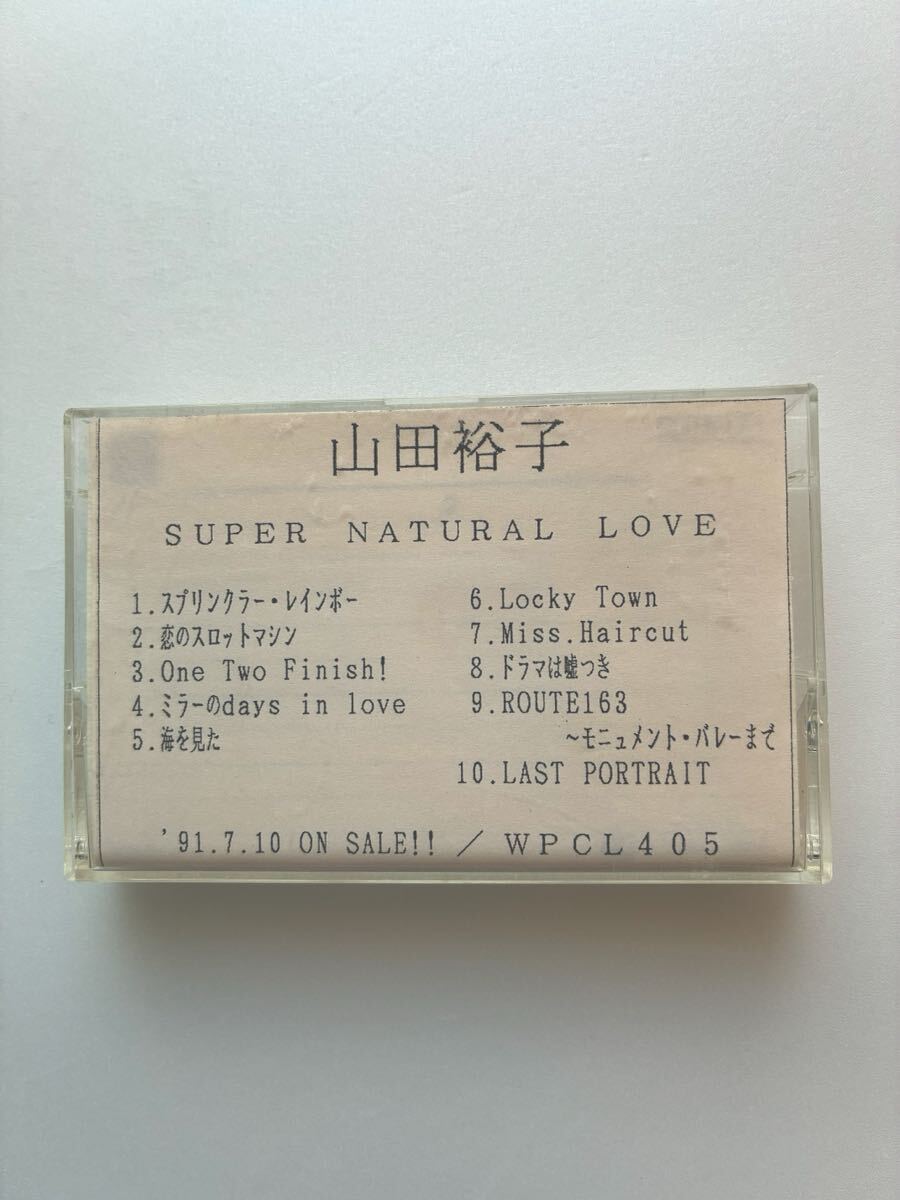 山田裕子
SUPER NATURAL LOVE
1.スプリンクラー・レインボー
2.恋のスロットマシン
3.One Two Finish!
4.ミラーのdays in love
5.海を見た
6.Locky Town
7.Miss.Haircut
8.ドラマは嘘つき
9.ROUTE163
～モニュメント・バレーまで
10.LAST PORTRAIT
'91.7.10 ON SALE!! / WPCL405